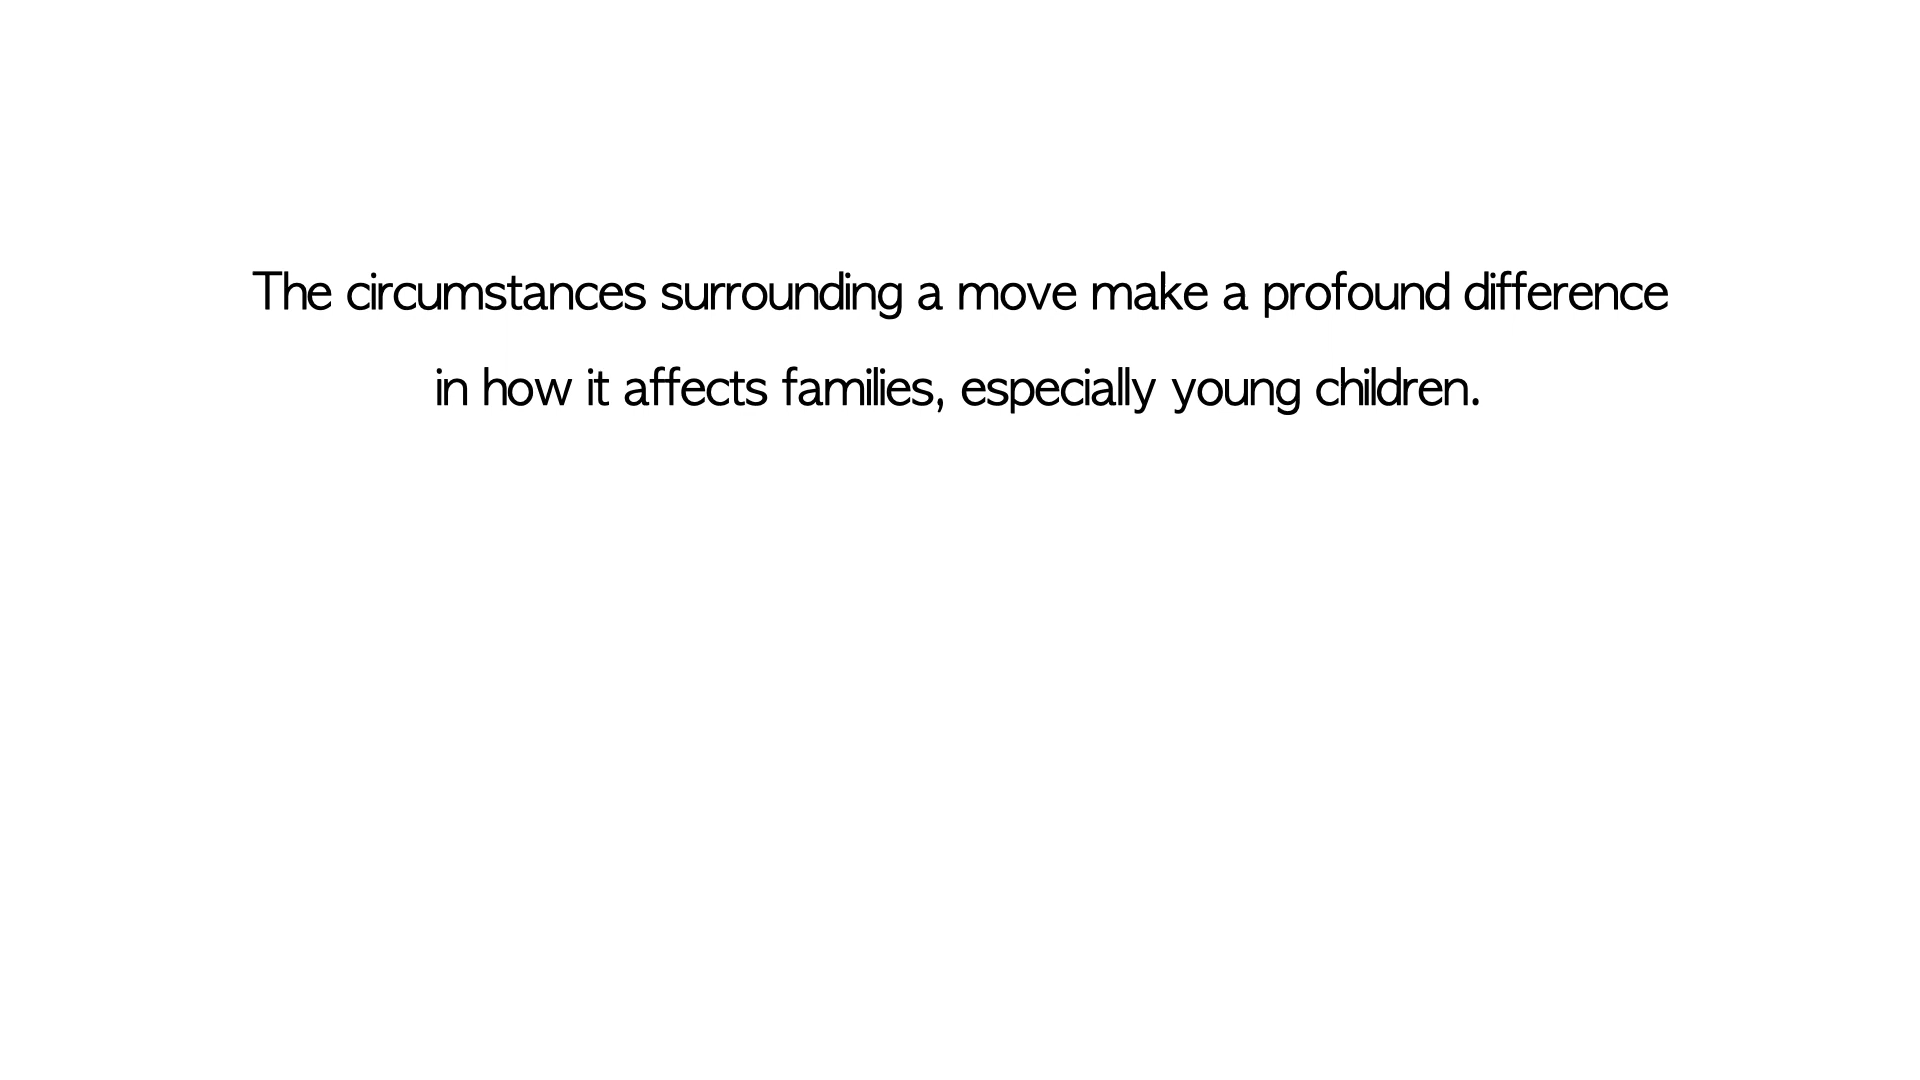 The circumstances surrounding a move make a profound difference
in how it affects families, especially young children.